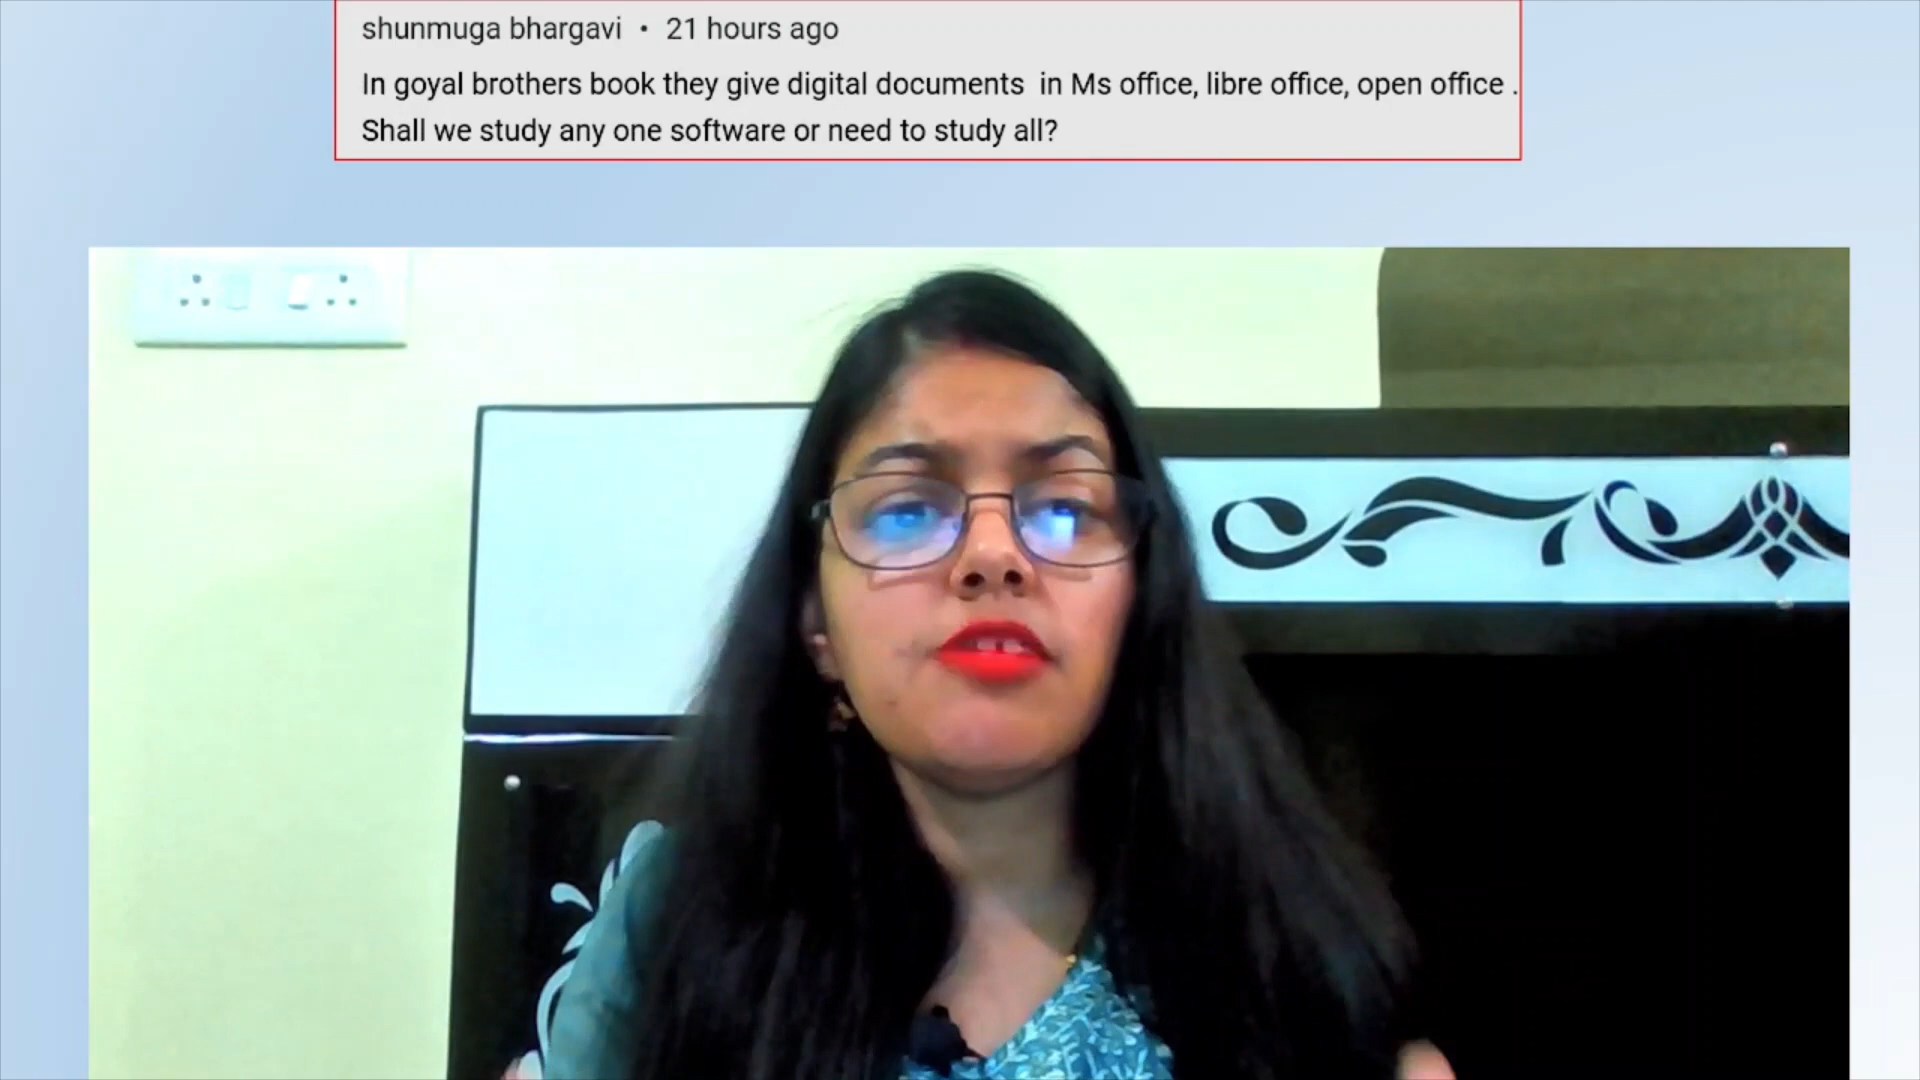 shunmuga bhargavi • 21 hours ago
In goyal brothers book they give digital documents in Ms office, libre office, open office .
Shall we study any one software or need to study all?